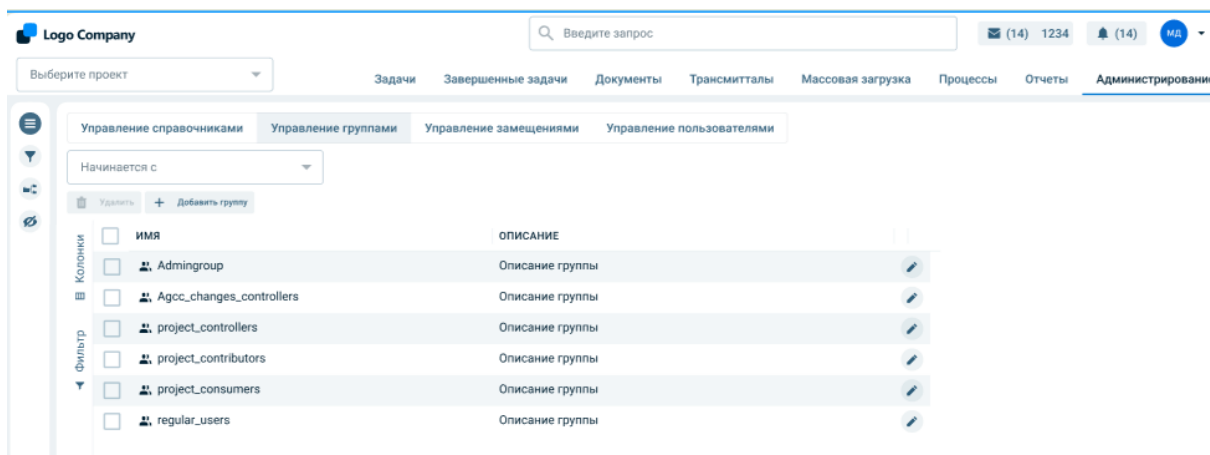 Logo Company
Введите запрос
(14) 1234
(14)
МД
Выберите проект
Задачи Завершенные задачи Документы Трансмитталы Массовая загрузка Процессы Отчеты Администрирование
Управление справочниками Управление группами Управление замещениями Управление пользователями
Начинается с
Удалить + Добавить группу
Колонки
Фильтр
ИМЯ ОПИСАНИЕ
Admingroup Описание группы
Agcc_changes_controllers Описание группы
project_controllers Описание группы
project_contributors Описание группы
project_consumers Описание группы
regular_users Описание группы